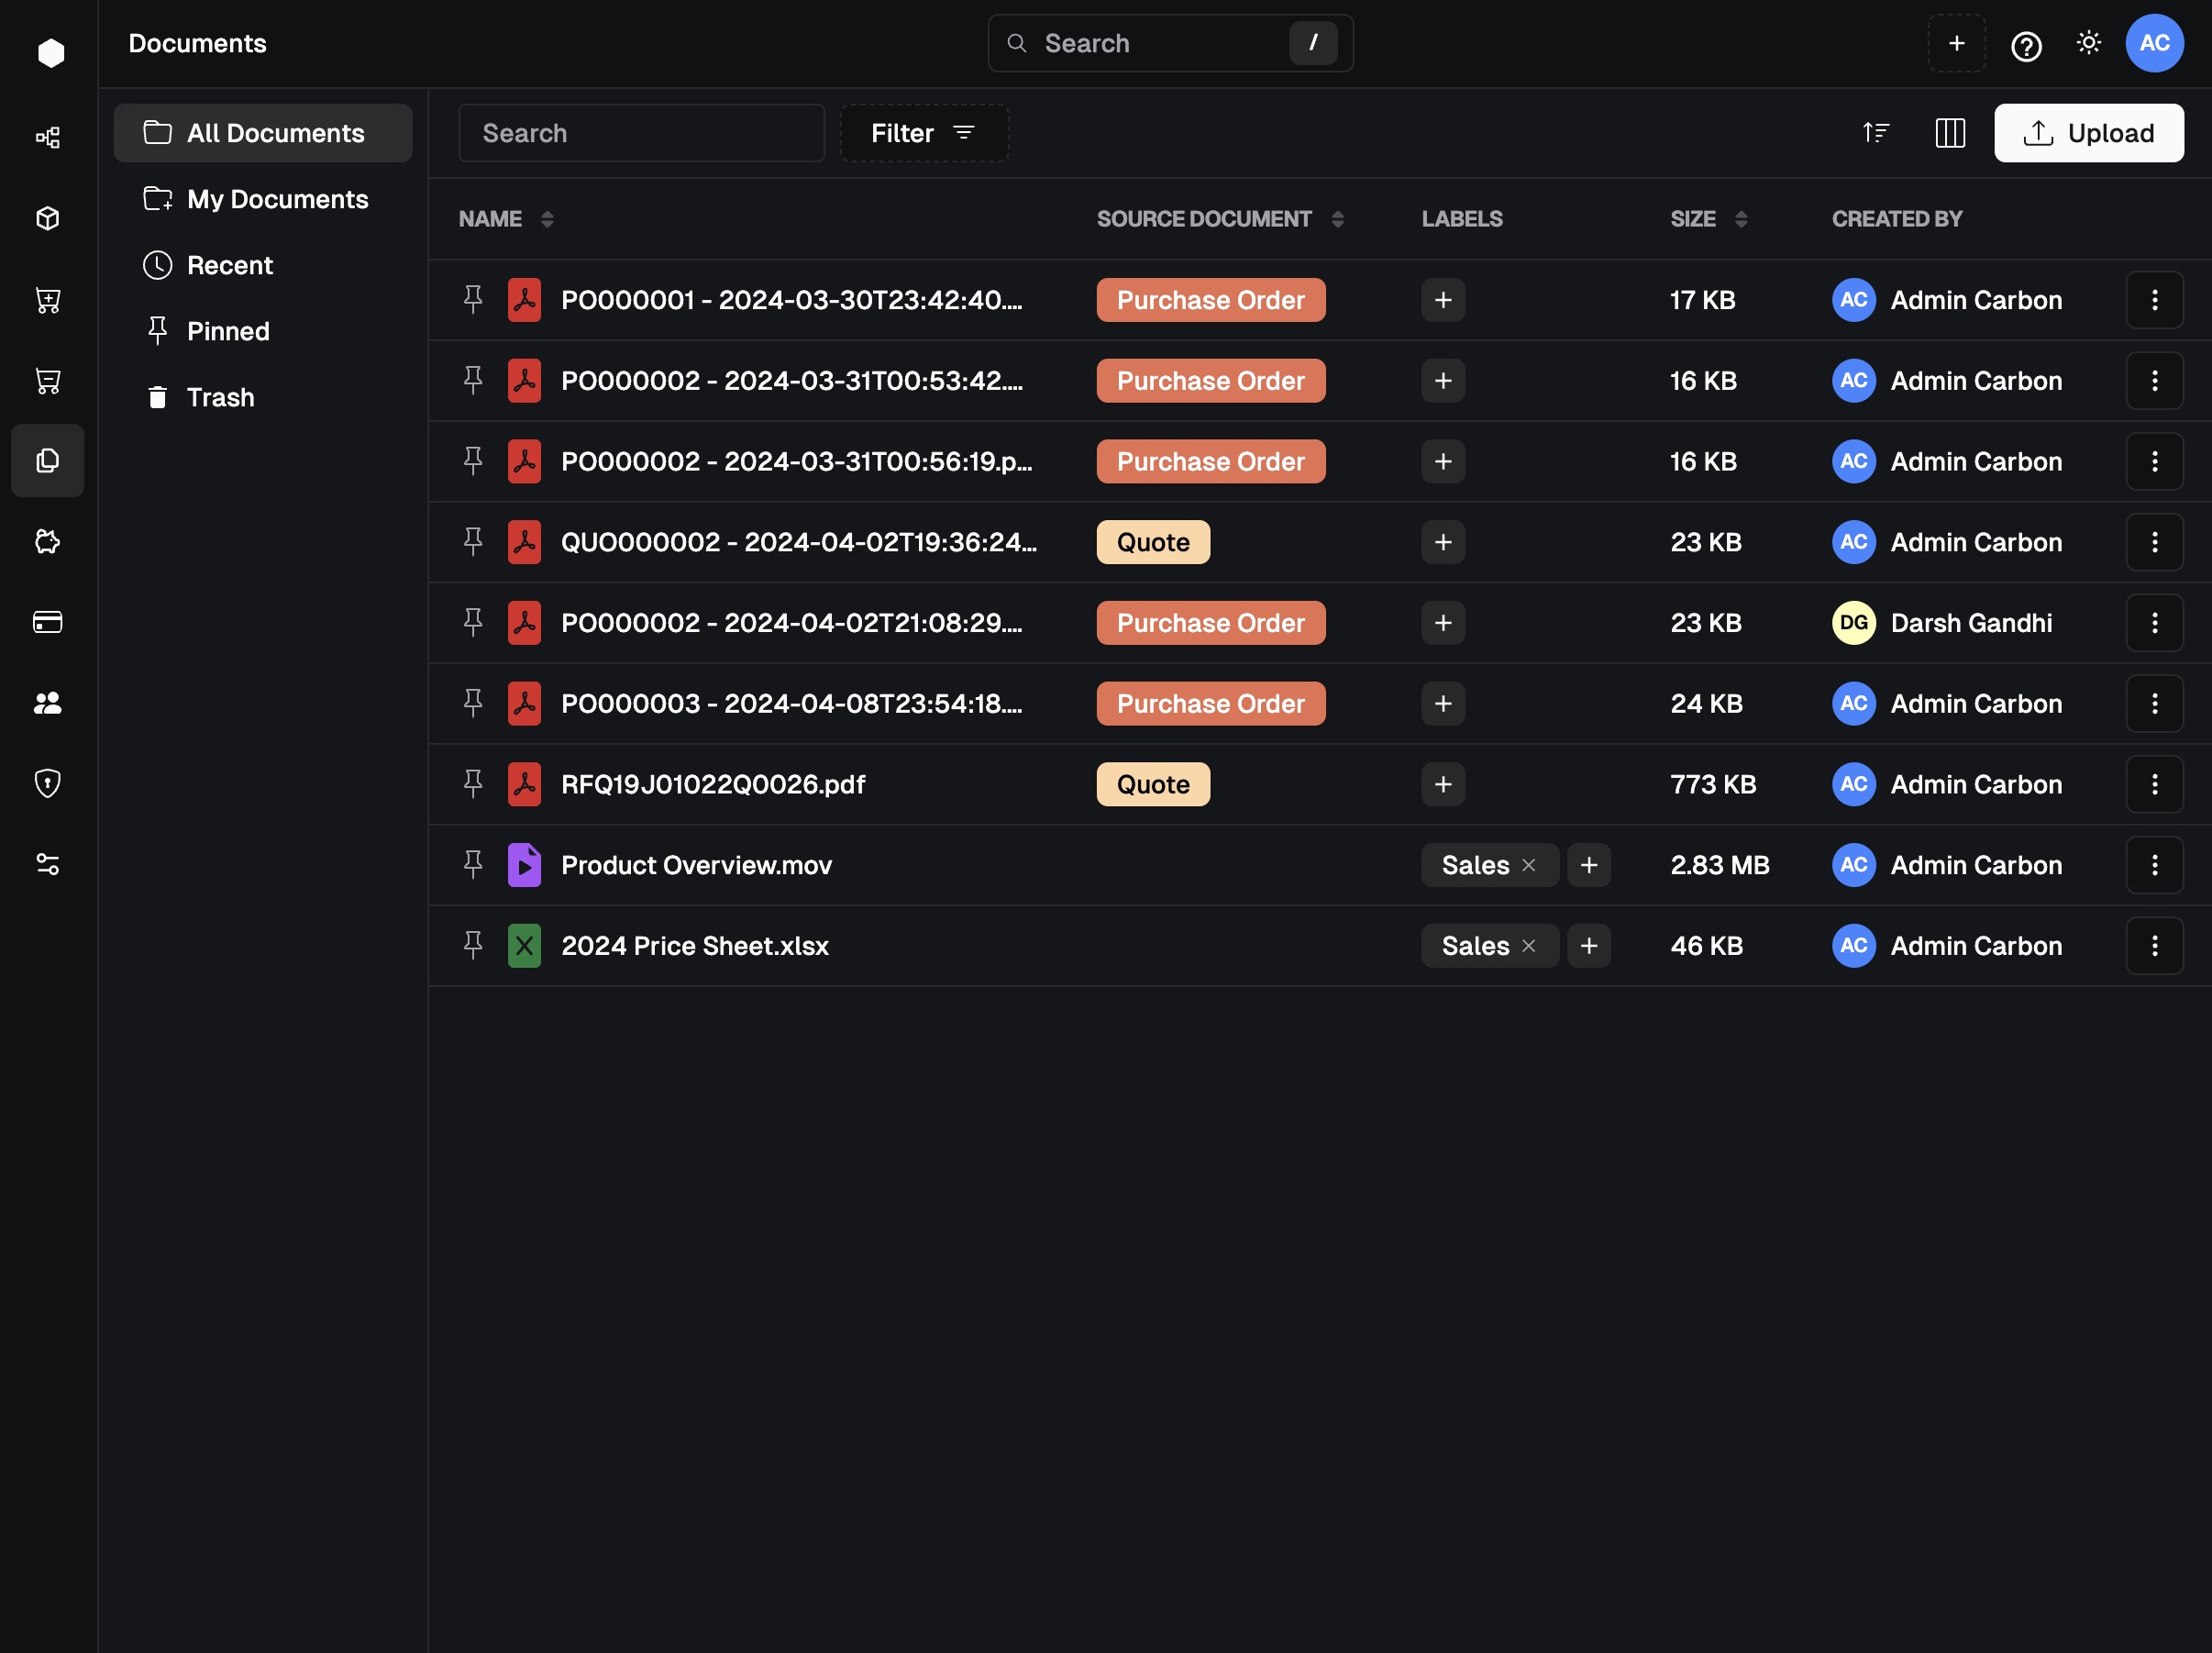 Documents
Search /
+
AC
All Documents
My Documents
Recent
Pinned
Trash
Search
Filter
Upload
NAME SOURCE DOCUMENT LABELS SIZE CREATED BY
PO000001 - 2024-03-30T23:42:40.... Purchase Order + 17 KB AC Admin Carbon
PO000002 - 2024-03-31T00:53:42.... Purchase Order + 16 KB AC Admin Carbon
PO000002 - 2024-03-31T00:56:19.p... Purchase Order + 16 KB AC Admin Carbon
QUO000002 - 2024-04-02T19:36:24... Quote + 23 KB AC Admin Carbon
PO000002 - 2024-04-02T21:08:29.... Purchase Order + 23 KB DG Darsh Gandhi
PO000003 - 2024-04-08T23:54:18.... Purchase Order + 24 KB AC Admin Carbon
RFQ19J01022Q0026.pdf Quote + 773 KB AC Admin Carbon
Product Overview.mov Sales × + 2.83 MB AC Admin Carbon
2024 Price Sheet.xlsx Sales × + 46 KB AC Admin Carbon